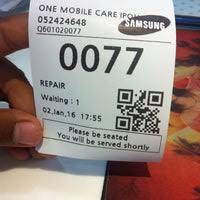 ONE MOBILE CARE IPOH
SAMSUNG
052424648
Q601020077
0077
REPAIR
Waiting : 1
02,Jan,16 17:55
Please be seated
You will be served shortly